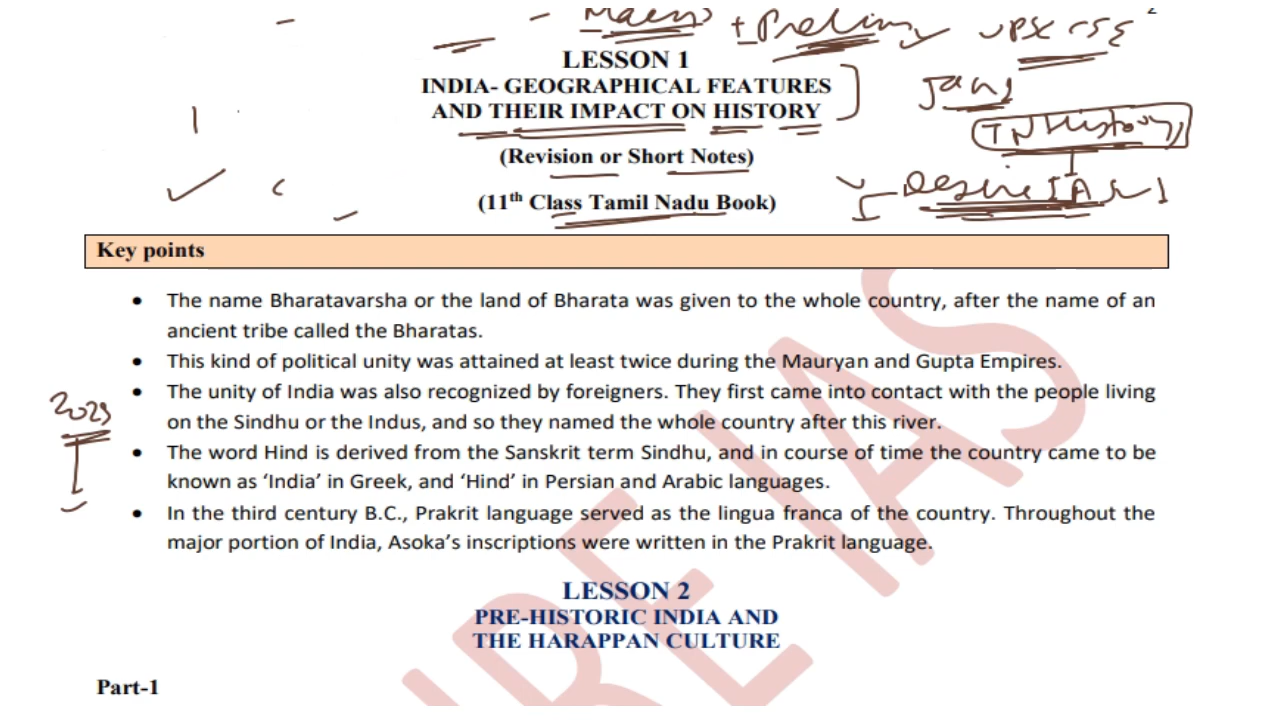 - Mains + Prelims UPSC CSE
LESSON 1
INDIA- GEOGRAPHICAL FEATURES
AND THEIR IMPACT ON HISTORY
TN History
(Revision or Short Notes)
Desire IAS
(11th Class Tamil Nadu Book)
Key points
• The name Bharatavarsha or the land of Bharata was given to the whole country, after the name of an
ancient tribe called the Bharatas.
• This kind of political unity was attained at least twice during the Mauryan and Gupta Empires.
• The unity of India was also recognized by foreigners. They first came into contact with the people living
on the Sindhu or the Indus, and so they named the whole country after this river.
• The word Hind is derived from the Sanskrit term Sindhu, and in course of time the country came to be
known as ‘India’ in Greek, and ‘Hind’ in Persian and Arabic languages.
• In the third century B.C., Prakrit language served as the lingua franca of the country. Throughout the
major portion of India, Asoka’s inscriptions were written in the Prakrit language.
LESSON 2
PRE-HISTORIC INDIA AND
THE HARAPPAN CULTURE
Part-1
IRE IAS